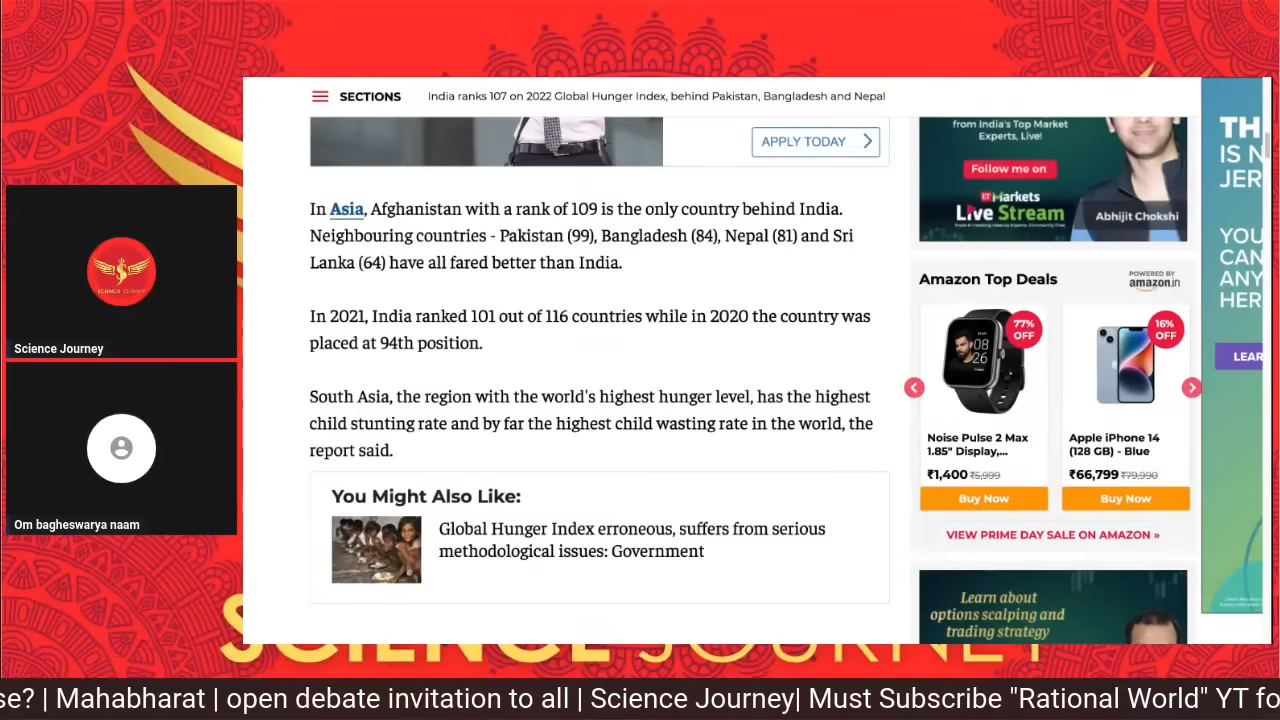 SECTIONS
India ranks 107 on 2022 Global Hunger Index, behind Pakistan, Bangladesh and Nepal
APPLY TODAY
In Asia, Afghanistan with a rank of 109 is the only country behind India.
Neighbouring countries - Pakistan (99), Bangladesh (84), Nepal (81) and Sri
Lanka (64) have all fared better than India.
In 2021, India ranked 101 out of 116 countries while in 2020 the country was
placed at 94th position.
South Asia, the region with the world's highest hunger level, has the highest
child stunting rate and by far the highest child wasting rate in the world, the
report said.
You Might Also Like:
Global Hunger Index erroneous, suffers from serious
methodological issues: Government
from India's Top Market
Experts, Live!
Follow me on
ET Markets
Live Stream
Abhijit Chokshi
Amazon Top Deals
POWERED BY
amazon.in
77%
OFF
08
26
Noise Pulse 2 Max
1.85" Display,...
₹1,400 ₹5,999
Buy Now
16%
OFF
Apple iPhone 14
(128 GB) - Blue
₹66,799 ₹79,990
Buy Now
VIEW PRIME DAY SALE ON AMAZON »
Learn about
options scalping and
trading strategy
TH
IS N
JER
YOU
CAN
ANY
HER
LEAR
SCIENCE JOURNEY
Science Journey
Om bagheswarya naam
SCIENCE JOURNEY
se? | Mahabharat | open debate invitation to all | Science Journey| Must Subscribe "Rational World" YT fo